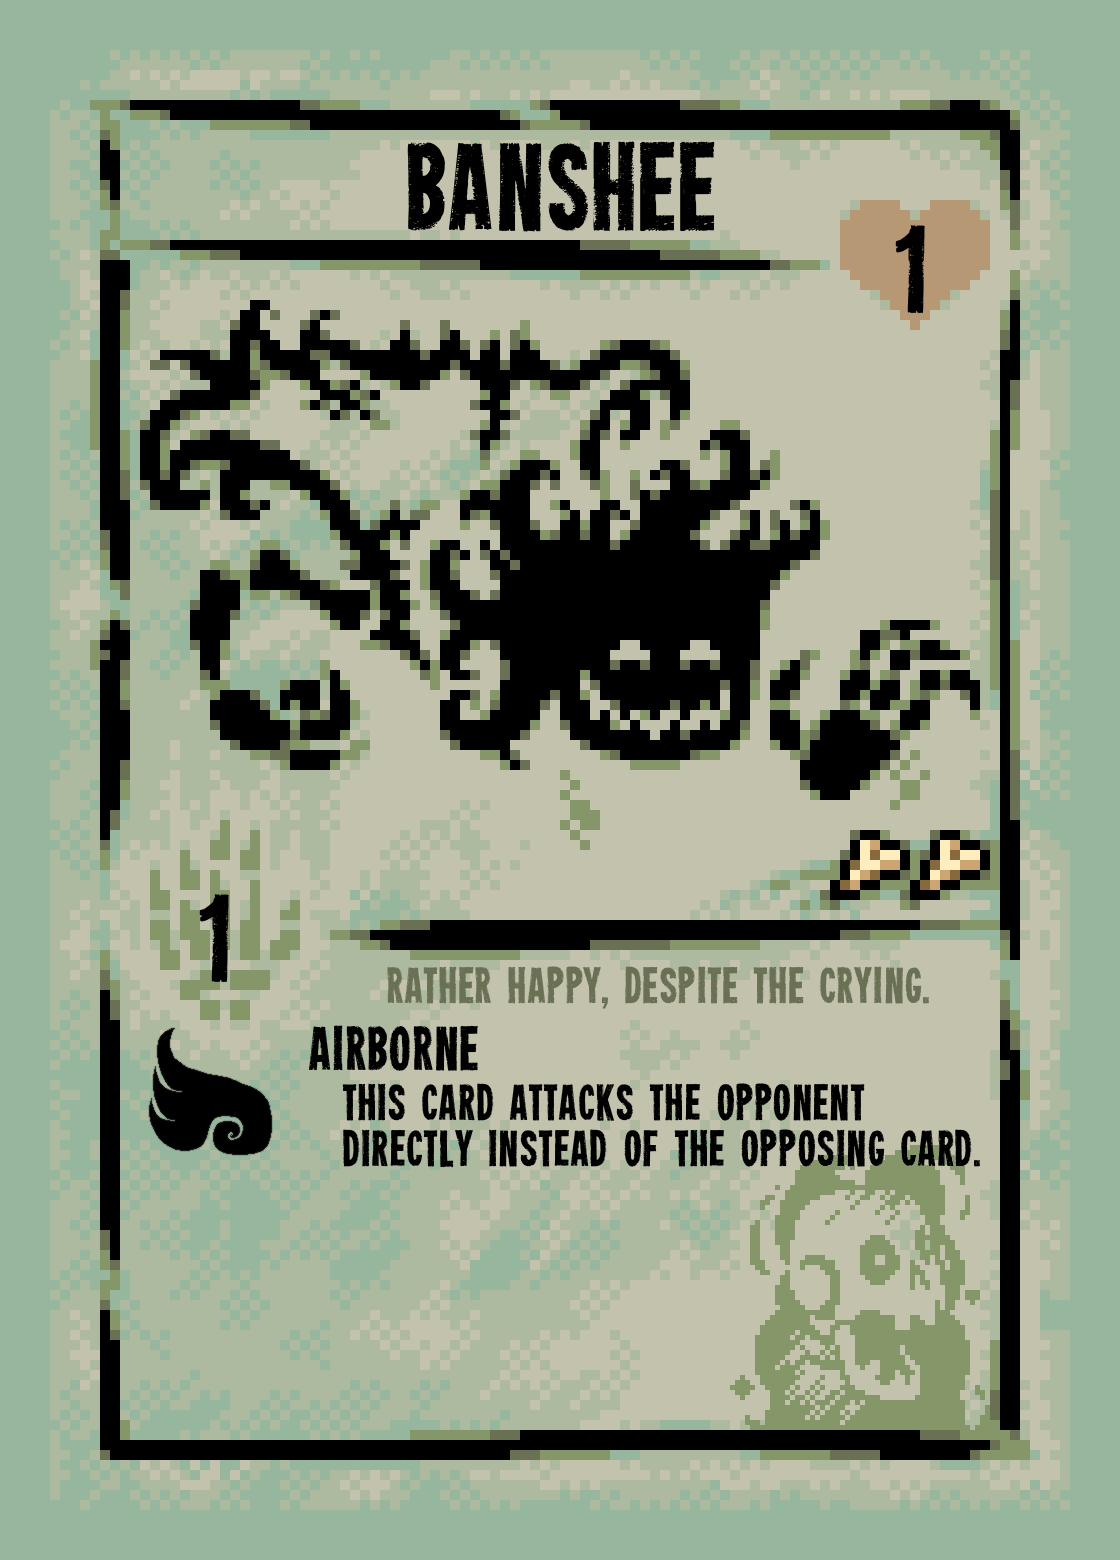 BANSHEE
1
1
RATHER HAPPY, DESPITE THE CRYING.
AIRBORNE
THIS CARD ATTACKS THE OPPONENT
DIRECTLY INSTEAD OF THE OPPOSING CARD.